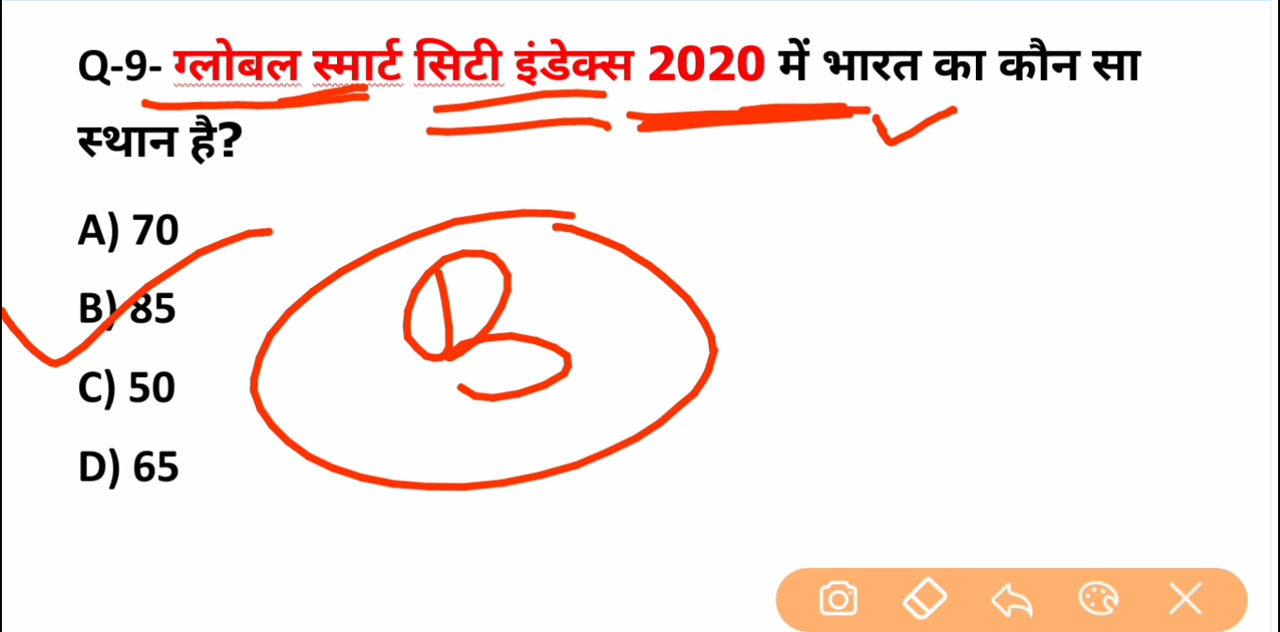 Q-9- ग्लोबल स्मार्ट सिटी इंडेक्स 2020 में भारत का कौन सा
स्थान है?
A) 70
B) 85
B
C) 50
D) 65